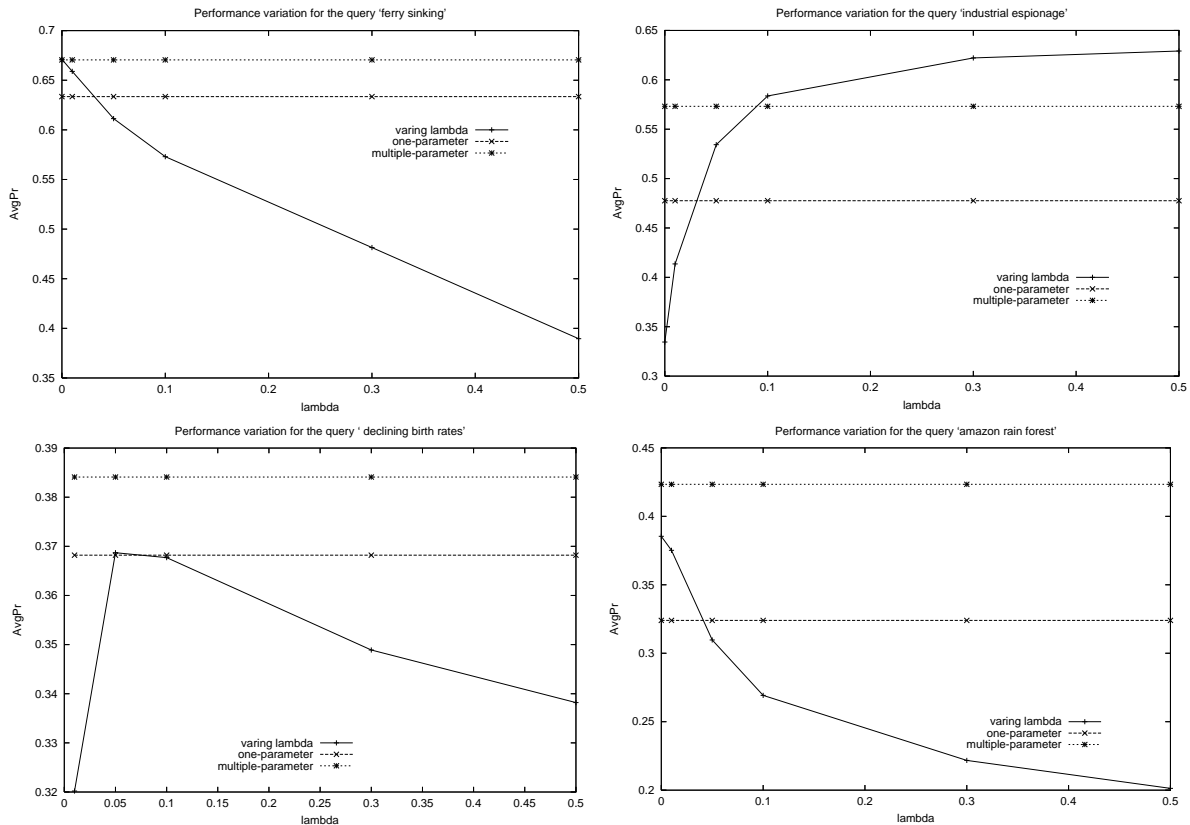 Performance variation for the query ‘ferry sinking’
0.7
0.65
0.6
0.55
0.5
0.45
0.4
0.35
AvgPr
varing lambda
one-parameter
multiple-parameter
0 0.1 0.2 0.3 0.4 0.5
lambda
Performance variation for the query ‘industrial espionage’
0.65
0.6
0.55
0.5
0.45
0.4
0.35
0.3
AvgPr
varing lambda
one-parameter
multiple-parameter
0 0.1 0.2 0.3 0.4 0.5
lambda
Performance variation for the query ‘ declining birth rates’
0.39
0.38
0.37
0.36
0.35
0.34
0.33
0.32
AvgPr
varing lambda
one-parameter
multiple-parameter
0 0.05 0.1 0.15 0.2 0.25 0.3 0.35 0.4 0.45 0.5
lambda
Performance variation for the query ‘amazon rain forest’
0.45
0.4
0.35
0.3
0.25
0.2
AvgPr
varing lambda
one-parameter
multiple-parameter
0 0.1 0.2 0.3 0.4 0.5
lambda